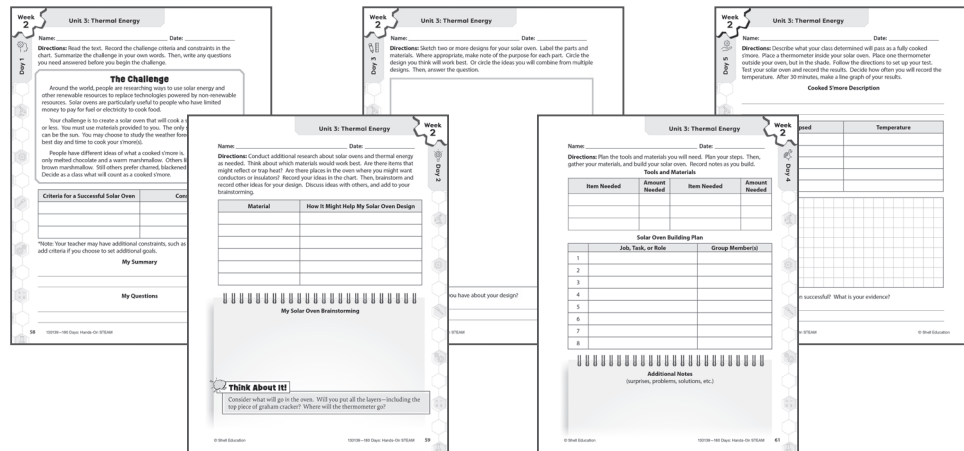 Week
2
Unit 3: Thermal Energy
Name: Date:
Day 1
Directions: Read the text. Record the challenge criteria and constraints in the
chart. Summarize the challenge in your own words. Then, write any questions
you need answered before you begin the challenge.
The Challenge
Around the world, people are researching ways to use solar energy and
other renewable resources to replace technologies powered by non-renewable
resources. Solar ovens are particularly useful to people who have limited
money to pay for fuel or electricity to cook food.
Your challenge is to create a solar oven that will cook a
or less. You must use materials provided to you. The only
can be the sun. You may choose to study the weather fore
best day and time to cook your s'more(s).
People have different ideas of what a cooked s'more is.
only melted chocolate and a warm marshmallow. Others li
brown marshmallow. Still others prefer charred, blackened
Decide as a class what will count as a cooked s'more.
Criteria for a Successful Solar Oven Con
*Note: Your teacher may have additional constraints, such as
add criteria if you choose to set additional goals.
My Summary
My Questions
58 150139—180 Days: Hands-On STEAM
Unit 3: Thermal Energy
Week
2
Name: Date:
Day 2
Directions: Conduct additional research about solar ovens and thermal energy
as needed. Think about which materials would work best. Are there items that
might reflect or trap heat? Are there places in the oven where you might want
conductors or insulators? Record your ideas in the chart. Then, brainstorm and
record other ideas for your design. Discuss ideas with others, and add to your
brainstorming.
Material How It Might Help My Solar Oven Design
My Solar Oven Brainstorming
Think About It!
Consider what will go in the oven. Will you put all the layers—including the
top piece of graham cracker? Where will the thermometer go?
© Shell Education 150139—180 Days: Hands-On STEAM 59
Week
2
Unit 3: Thermal Energy
Name: Date:
Day 3
Directions: Sketch two or more designs for your solar oven. Label the parts and
materials. Where appropriate, make note of the purpose for each part. Circle the
design you think will work best. Or circle the ideas you will combine from multiple
designs. Then, answer the question.
you have about your design?
STEAM
Unit 3: Thermal Energy
Week
2
Name: Date:
Day 4
Directions: Plan the tools and materials you will need. Plan your steps. Then,
gather your materials, and build your solar oven. Record notes as you build.
Tools and Materials
Item Needed Amount Needed Item Needed Amount Needed
Solar Oven Building Plan
Job, Task, or Role Group Member(s)
1
2
3
4
5
6
7
8
Additional Notes
(surprises, problems, solutions, etc.)
© Shell Education 150139—180 Days: Hands-On STEAM 61
Week
2
Unit 3: Thermal Energy
Name: Date:
Day 5
Directions: Describe what your class determined will pass as a fully cooked
s'more. Place a thermometer inside your oven. Place one thermometer
outside your oven, but in the shade. Follow the directions to set up your test.
Test your solar oven and record the results. Decide how often you will record the
temperature. After 30 minutes, make a line graph of your results.
Cooked S'more Description
psed Temperature
n successful? What is your evidence?
STEAM © Shell Education